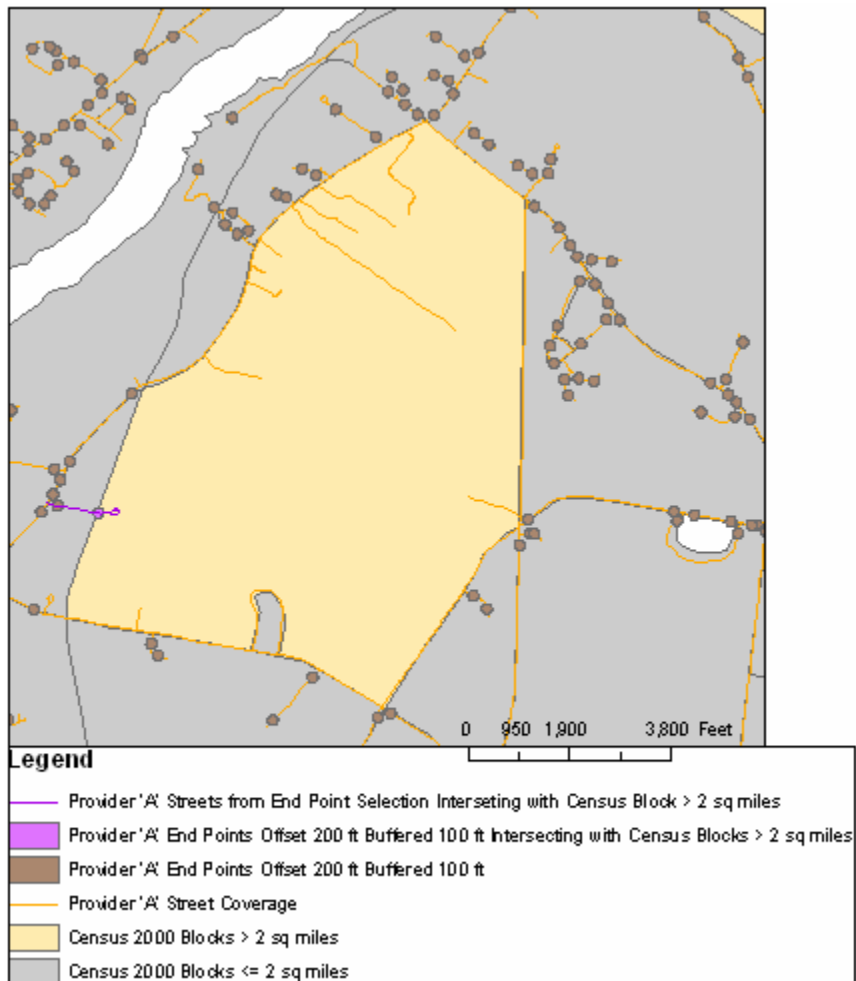 0 950 1,900 3,800 Feet
Legend
Provider 'A' Streets from End Point Selection Interseting with Census Block > 2 sq miles
Provider 'A' End Points Offset 200 ft Buffered 100 ft Intersecting with Census Blocks > 2 sq miles
Provider 'A' End Points Offset 200 ft Buffered 100 ft
Provider 'A' Street Coverage
Census 2000 Blocks > 2 sq miles
Census 2000 Blocks <= 2 sq miles